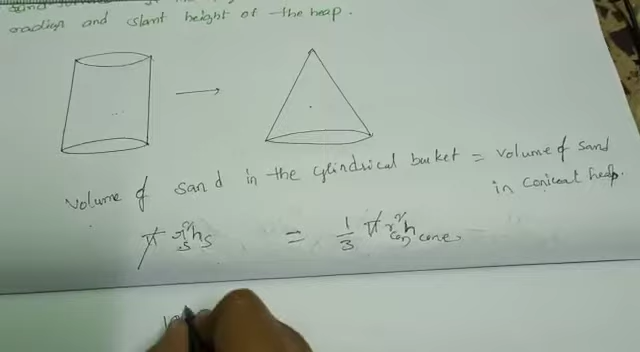 radius and slant height of the heap.
volume of sand in the cylindrical bucket = volume of sand
in conical heap.
π r²s hs = 1/3 π r²con hcone